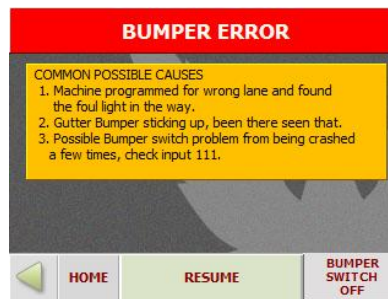 BUMPER ERROR
COMMON POSSIBLE CAUSES
1. Machine programmed for wrong lane and found
the foul light in the way.
2. Gutter Bumper sticking up, been there seen that.
3. Possible Bumper switch problem from being crashed
a few times, check input 111.
HOME
RESUME
BUMPER
SWITCH
OFF